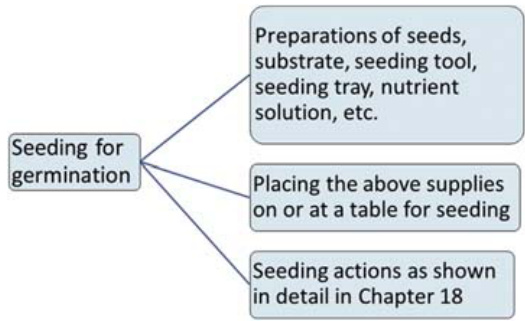 Seeding for
germination
Preparations of seeds,
substrate, seeding tool,
seeding tray, nutrient
solution, etc.
Placing the above supplies
on or at a table for seeding
Seeding actions as shown
in detail in Chapter 18